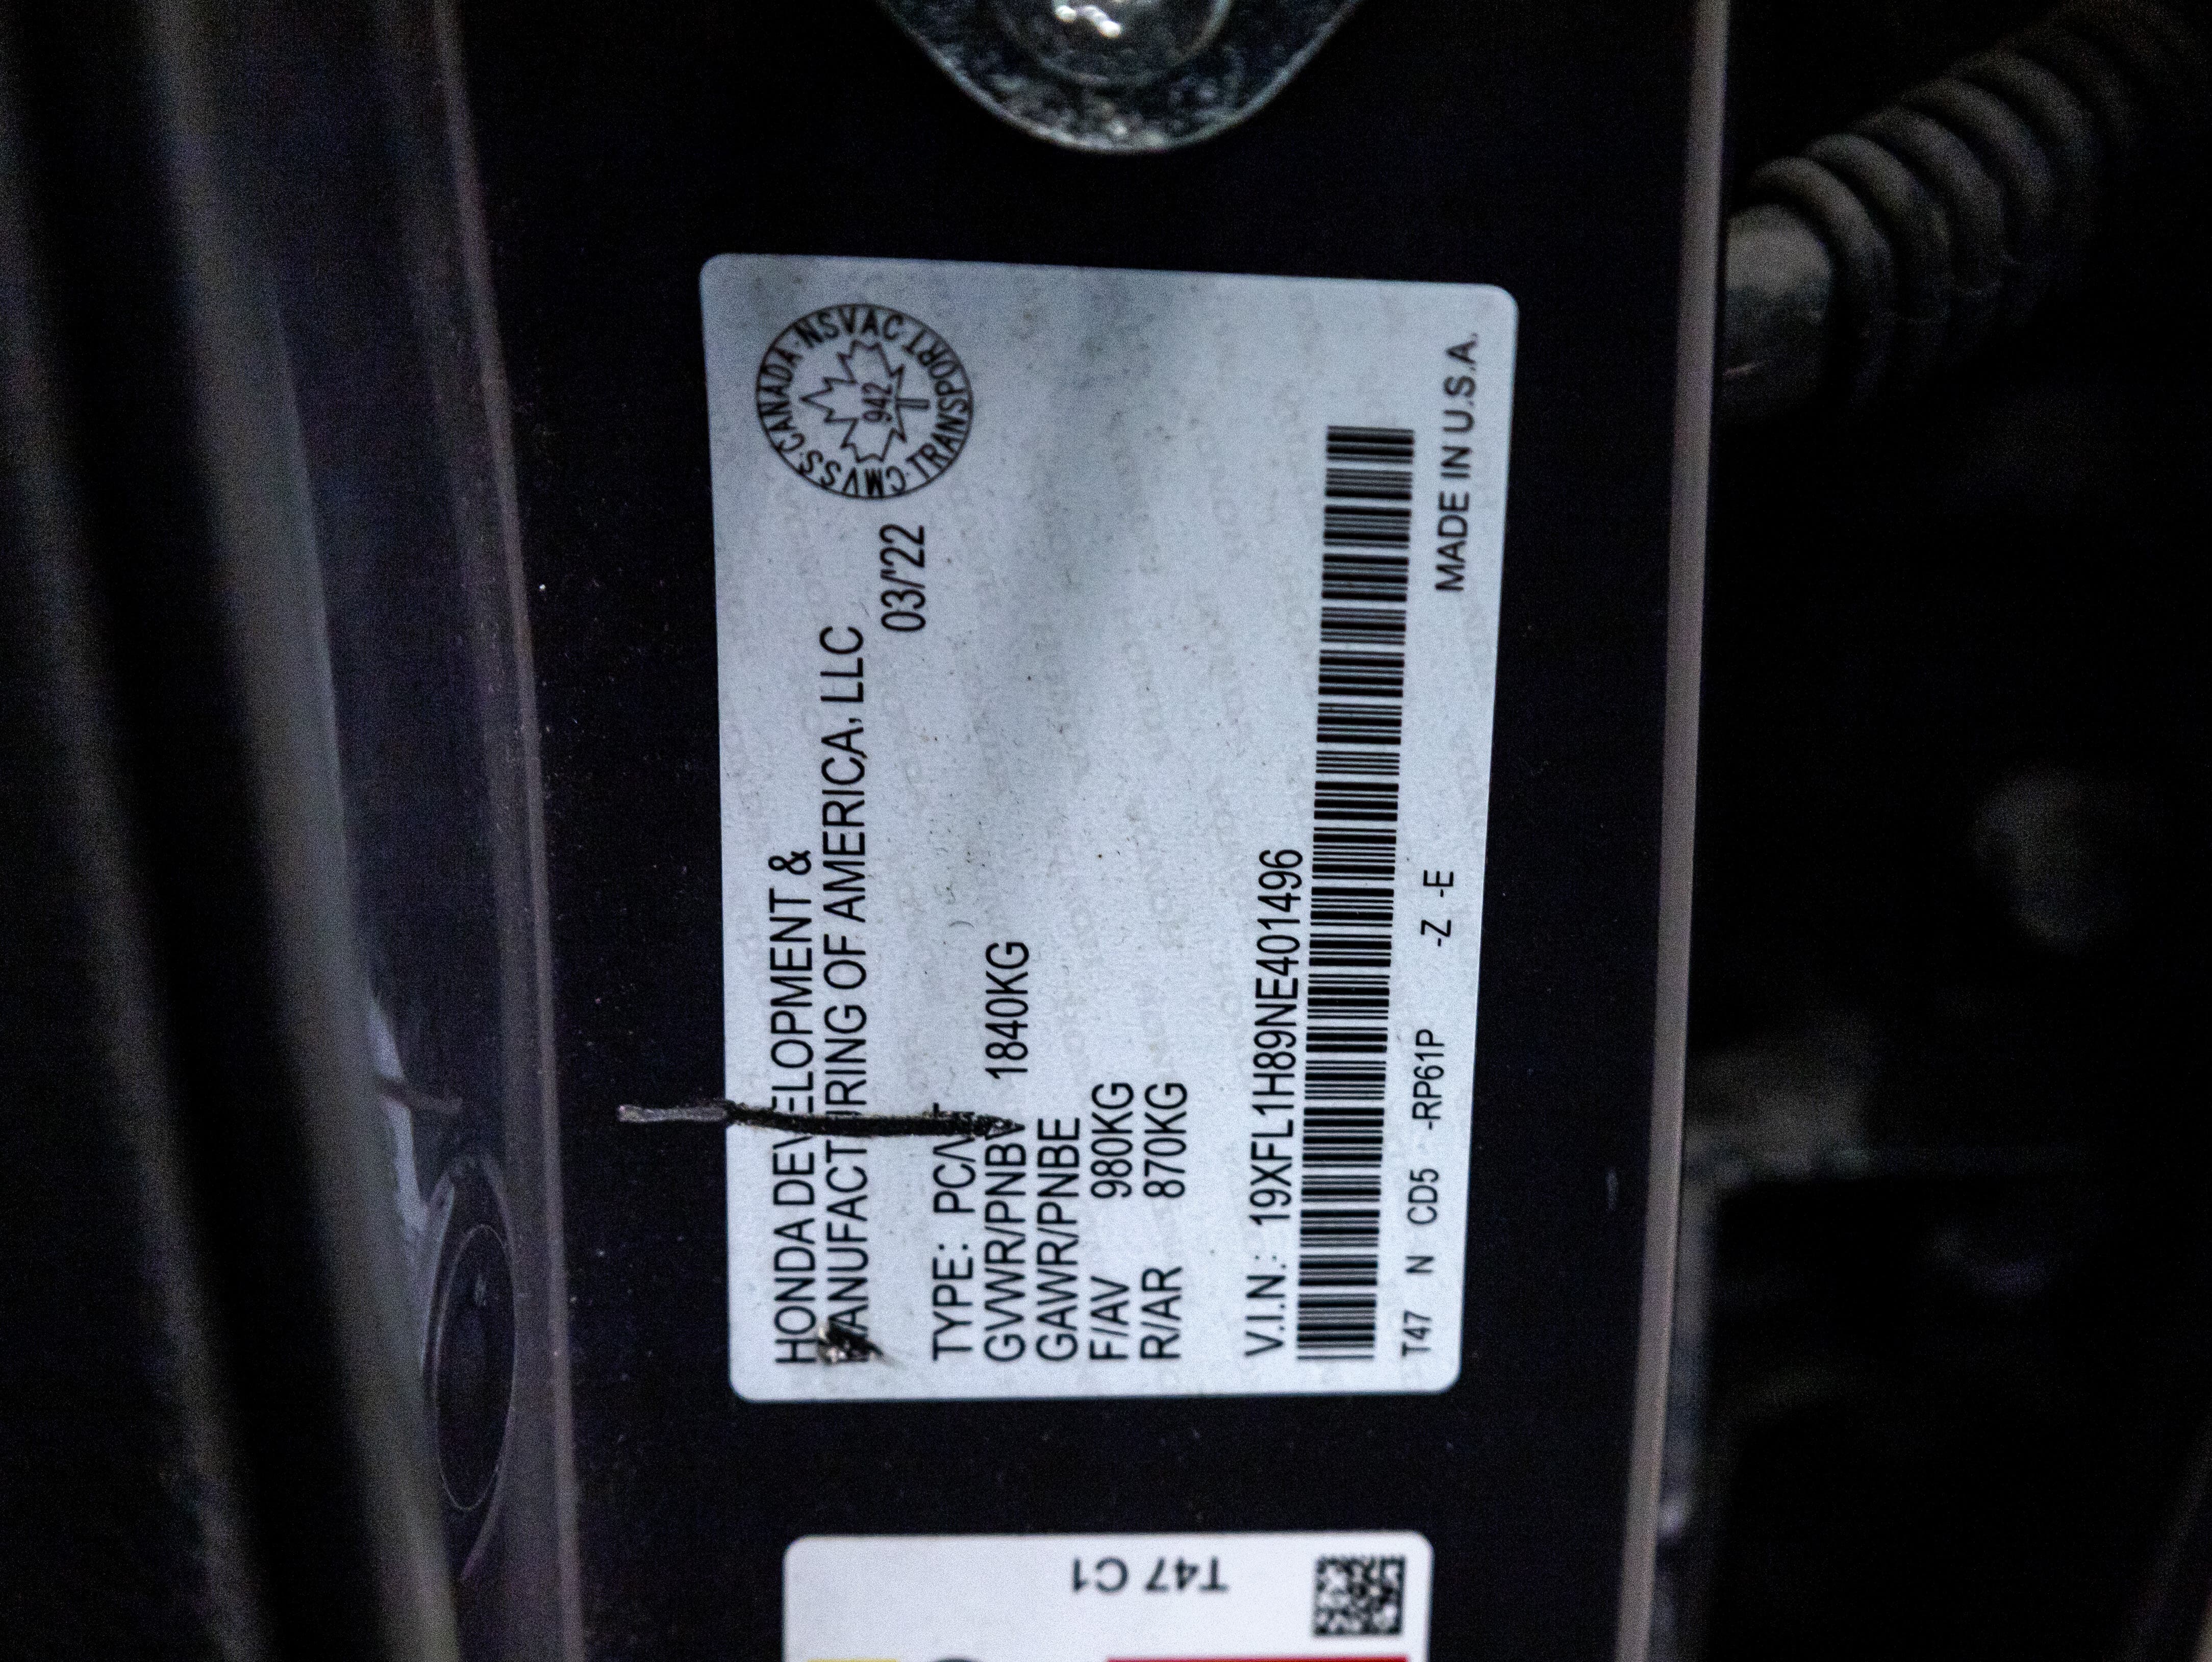 HONDA DEVELOPMENT &
MANUFACTURING OF AMERICA, LLC
03/'22
CMVSS · CANADA · NSVAC · TRANSPORT
942
TYPE: PC/VT
GVWR/PNBV 1840KG
GAWR/PNBE
F/AV 980KG
R/AR 870KG
V.I.N.: 19XFL1H89NE401496
T47 N CD5 -RP61P -Z -E
MADE IN U.S.A.
T47 C1